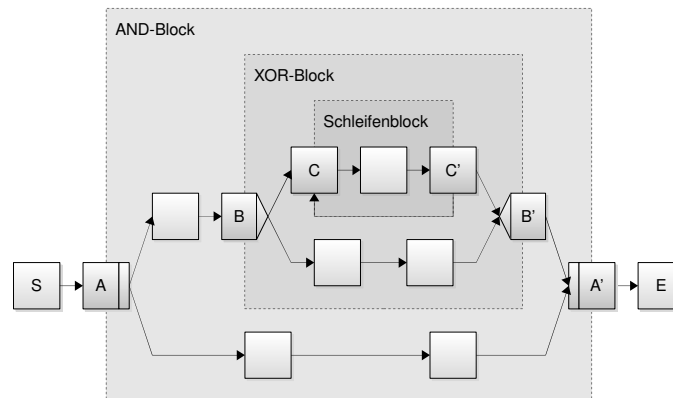 AND-Block
XOR-Block
Schleifenblock
C
C'
B
B'
S
A
A'
E